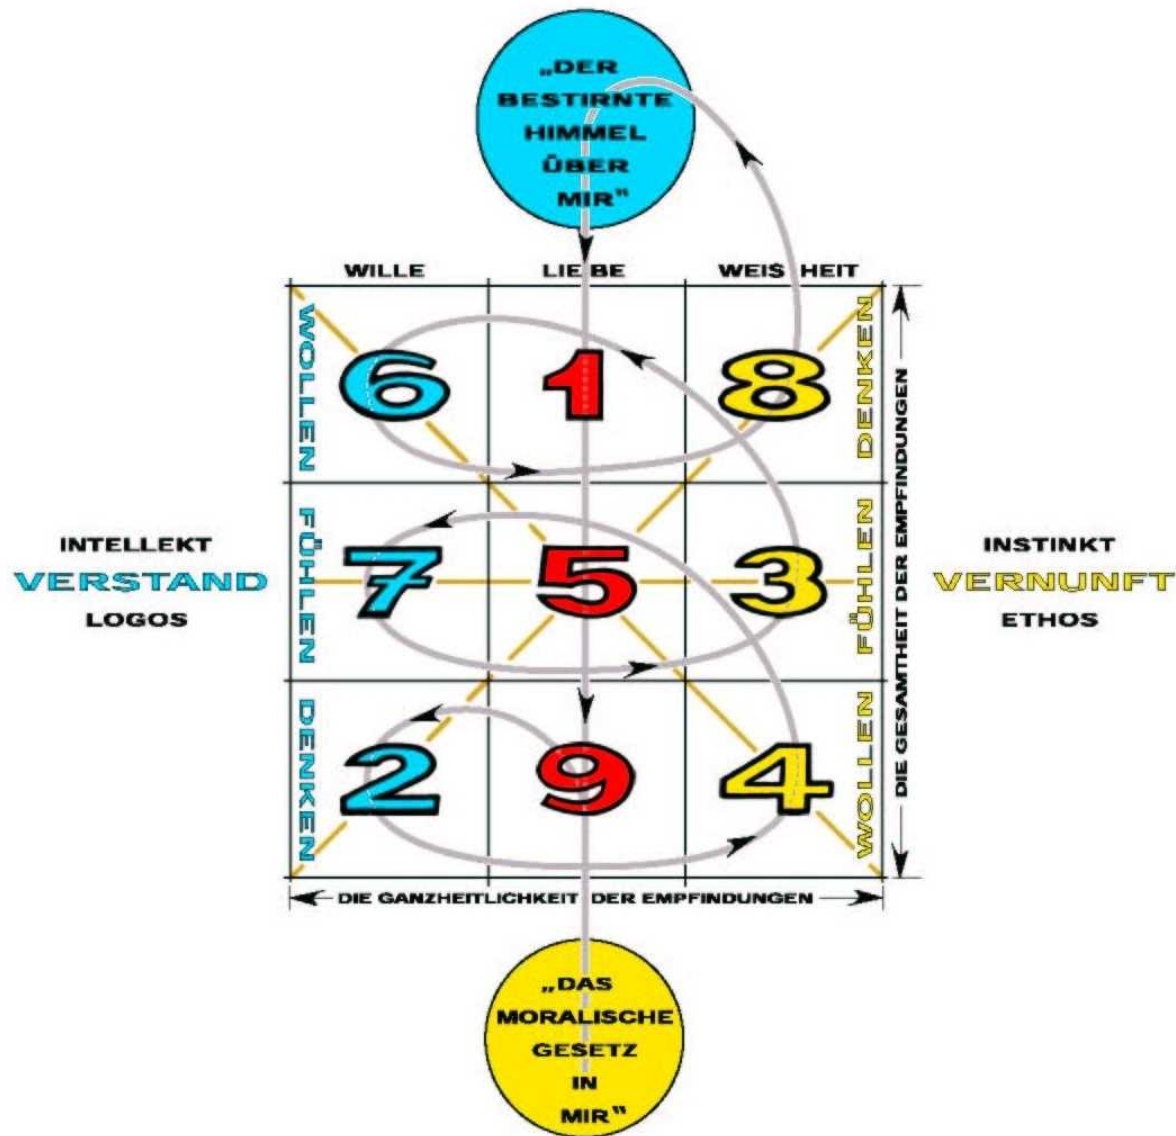 „DER
BESTIRNTE
HIMMEL
ÜBER
MIR“
WILLE LIEBE WEISHEIT
WOLLEN
6 1 8
DENKEN
FÜHLEN
7 5 3
FÜHLEN
DENKEN
2 9 4
WOLLEN
DIE GESAMTHEIT DER EMPFINDUNGEN
INTELLEKT
VERSTAND
LOGOS
INSTINKT
VERNUNFT
ETHOS
DIE GANZHEITLICHKEIT DER EMPFINDUNGEN
„DAS
MORALISCHE
GESETZ
IN
MIR“